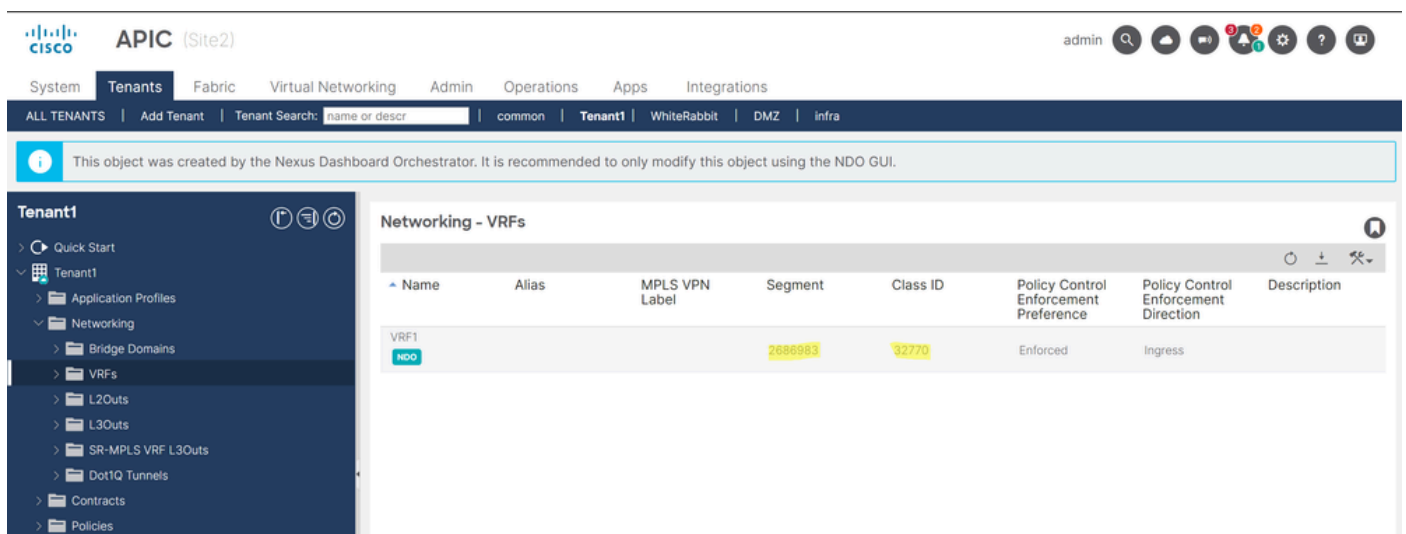 CISCO APIC (Site2) admin 3 2 1 ?
System Tenants Fabric Virtual Networking Admin Operations Apps Integrations
ALL TENANTS | Add Tenant | Tenant Search: name or descr | common | Tenant1 | WhiteRabbit | DMZ | infra
i This object was created by the Nexus Dashboard Orchestrator. It is recommended to only modify this object using the NDO GUI.
Tenant1
Quick Start
Tenant1
Application Profiles
Networking
Bridge Domains
VRFs
L2Outs
L3Outs
SR-MPLS VRF L3Outs
Dot1Q Tunnels
Contracts
Policies
Networking - VRFs
Name Alias MPLS VPN Label Segment Class ID Policy Control Enforcement Preference Policy Control Enforcement Direction Description
VRF1 NDO 2686983 32770 Enforced Ingress